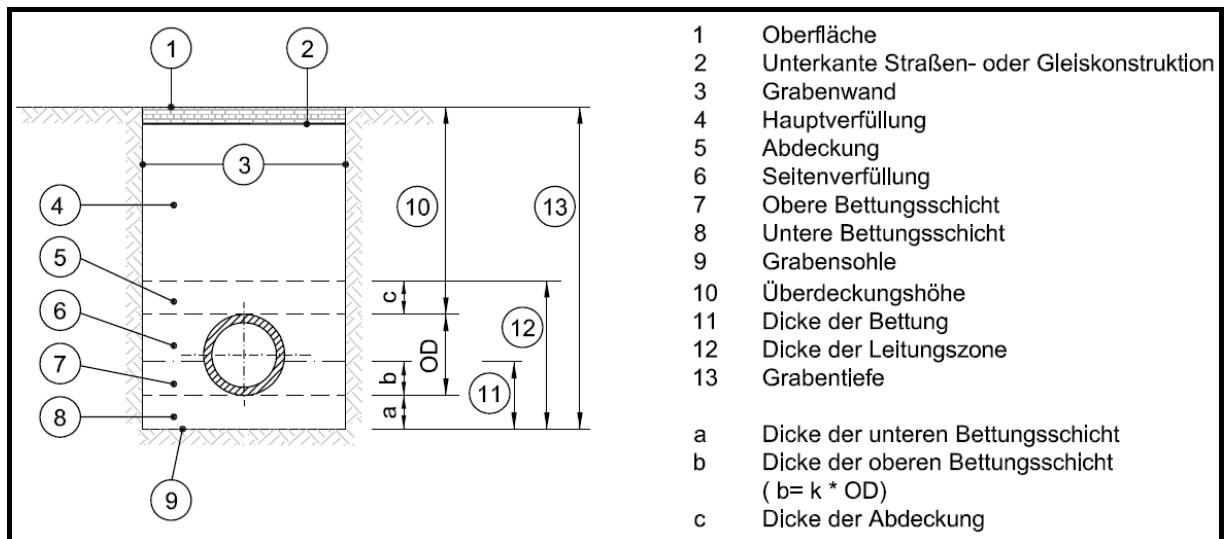 1 Oberfläche
2 Unterkante Straßen- oder Gleiskonstruktion
3 Grabenwand
4 Hauptverfüllung
5 Abdeckung
6 Seitenverfüllung
7 Obere Bettungsschicht
8 Untere Bettungsschicht
9 Grabensohle
10 Überdeckungshöhe
11 Dicke der Bettung
12 Dicke der Leitungszone
13 Grabentiefe
a Dicke der unteren Bettungsschicht
b Dicke der oberen Bettungsschicht
( b= k * OD)
c Dicke der Abdeckung
1
2
3
4
10
13
5
c
6
12
OD
7
b
11
8
a
9